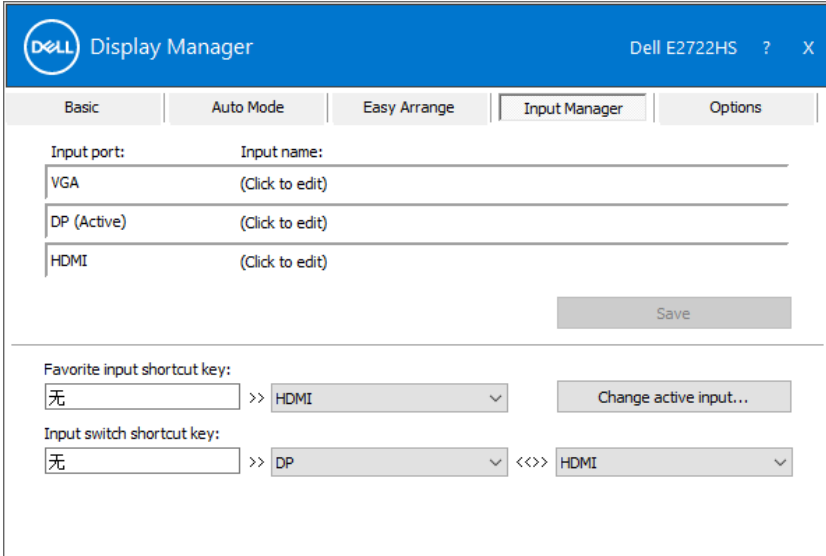 DELL Display Manager Dell E2722HS ? X
Basic Auto Mode Easy Arrange Input Manager Options
Input port: Input name:
VGA (Click to edit)
DP (Active) (Click to edit)
HDMI (Click to edit)
Save
Favorite input shortcut key:
无 >> HDMI Change active input...
Input switch shortcut key:
无 >> DP <<>> HDMI